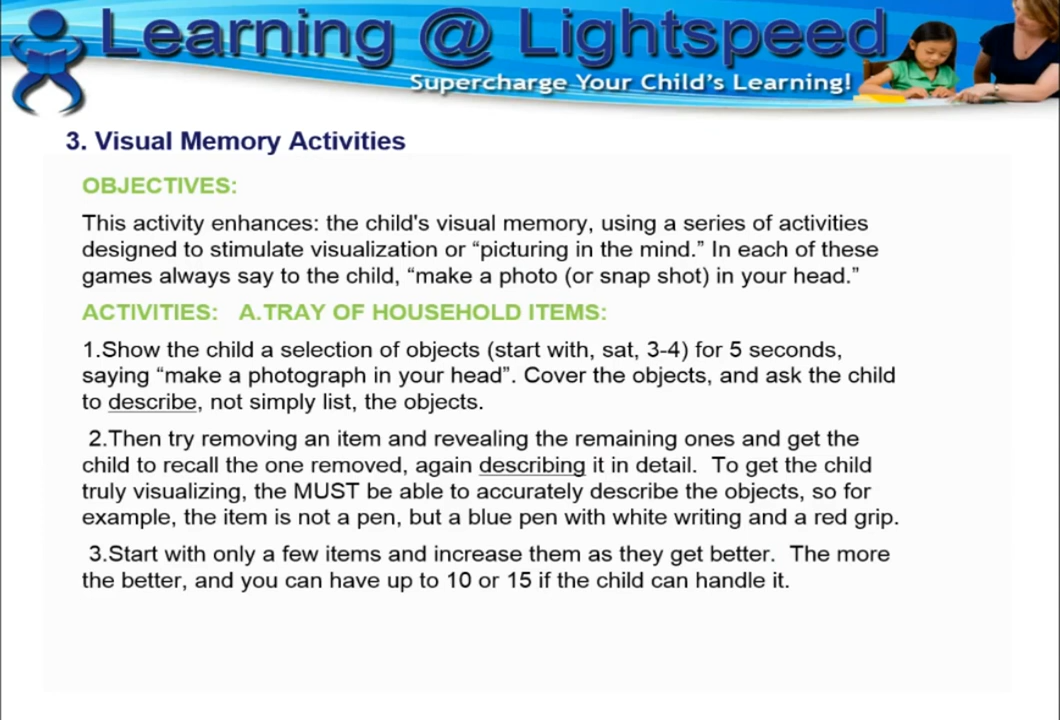 Learning @ Lightspeed
Supercharge Your Child's Learning!
3. Visual Memory Activities
OBJECTIVES:
This activity enhances: the child's visual memory, using a series of activities
designed to stimulate visualization or “picturing in the mind.” In each of these
games always say to the child, “make a photo (or snap shot) in your head.”
ACTIVITIES: A.TRAY OF HOUSEHOLD ITEMS:
1.Show the child a selection of objects (start with, sat, 3-4) for 5 seconds,
saying “make a photograph in your head”. Cover the objects, and ask the child
to describe, not simply list, the objects.
2.Then try removing an item and revealing the remaining ones and get the
child to recall the one removed, again describing it in detail. To get the child
truly visualizing, the MUST be able to accurately describe the objects, so for
example, the item is not a pen, but a blue pen with white writing and a red grip.
3.Start with only a few items and increase them as they get better. The more
the better, and you can have up to 10 or 15 if the child can handle it.